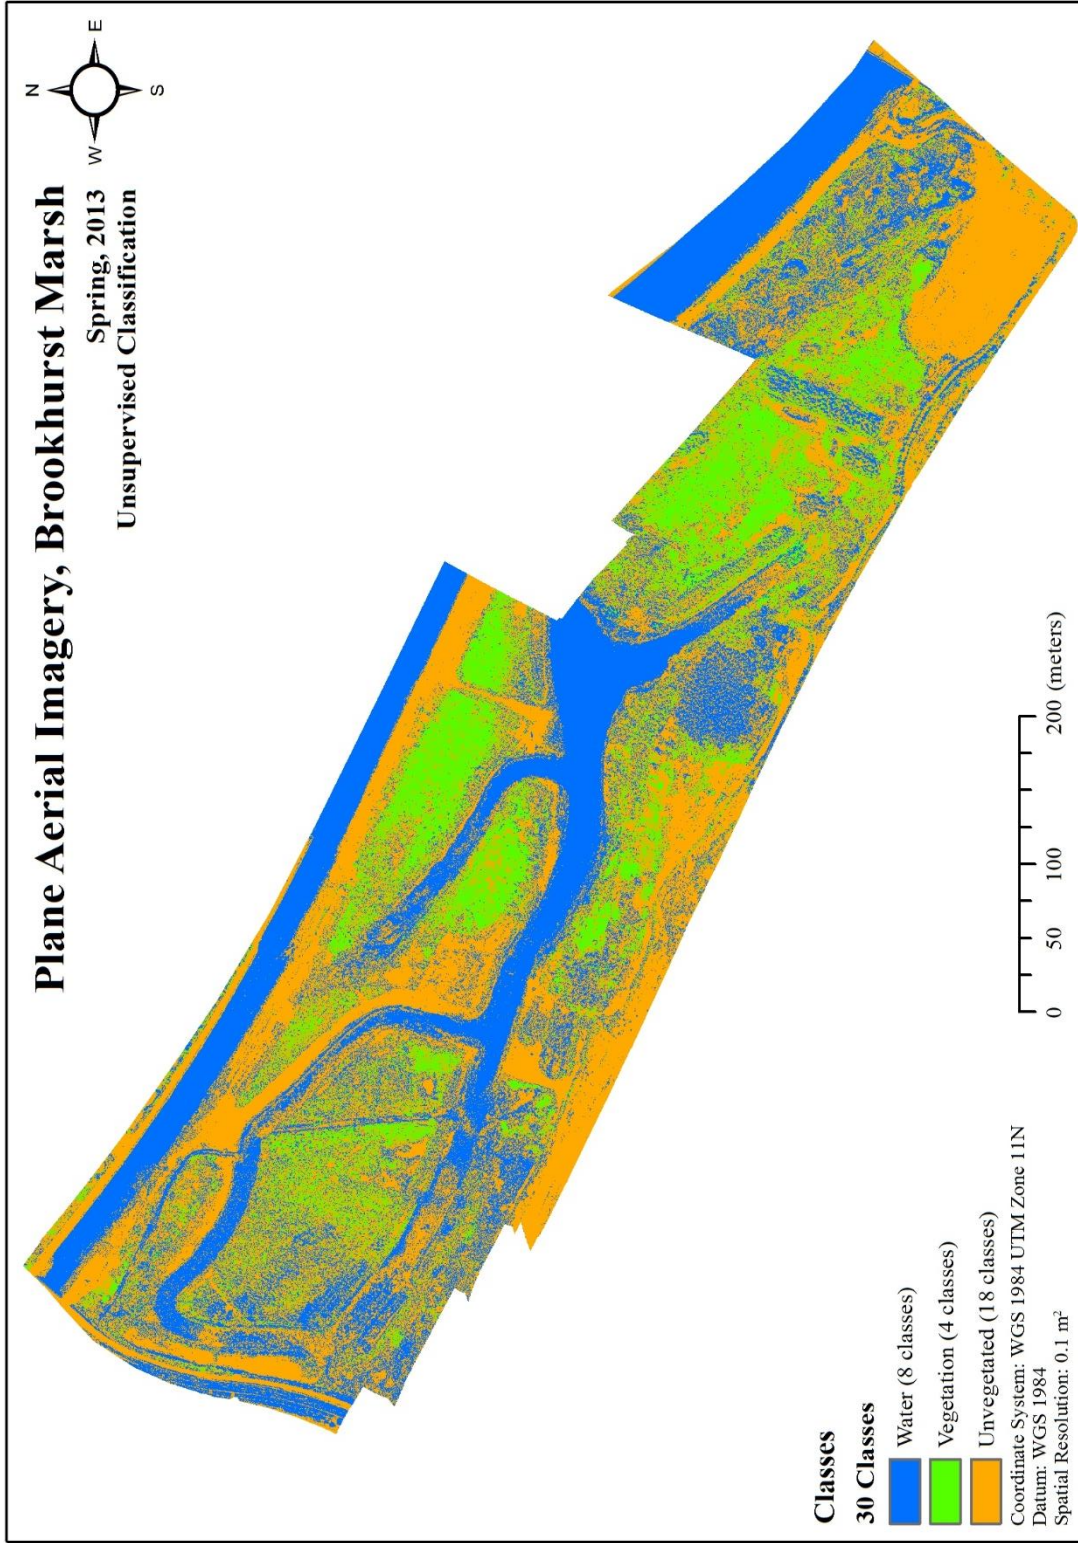 Plane Aerial Imagery, Brookhurst Marsh
Spring, 2013
Unsupervised Classification
N
W E
S
Classes
30 Classes
Water (8 classes)
Vegetation (4 classes)
Unvegetated (18 classes)
Coordinate System: WGS 1984 UTM Zone 11N
Datum: WGS 1984
Spatial Resolution: 0.1 m²
0 50 100 200 (meters)